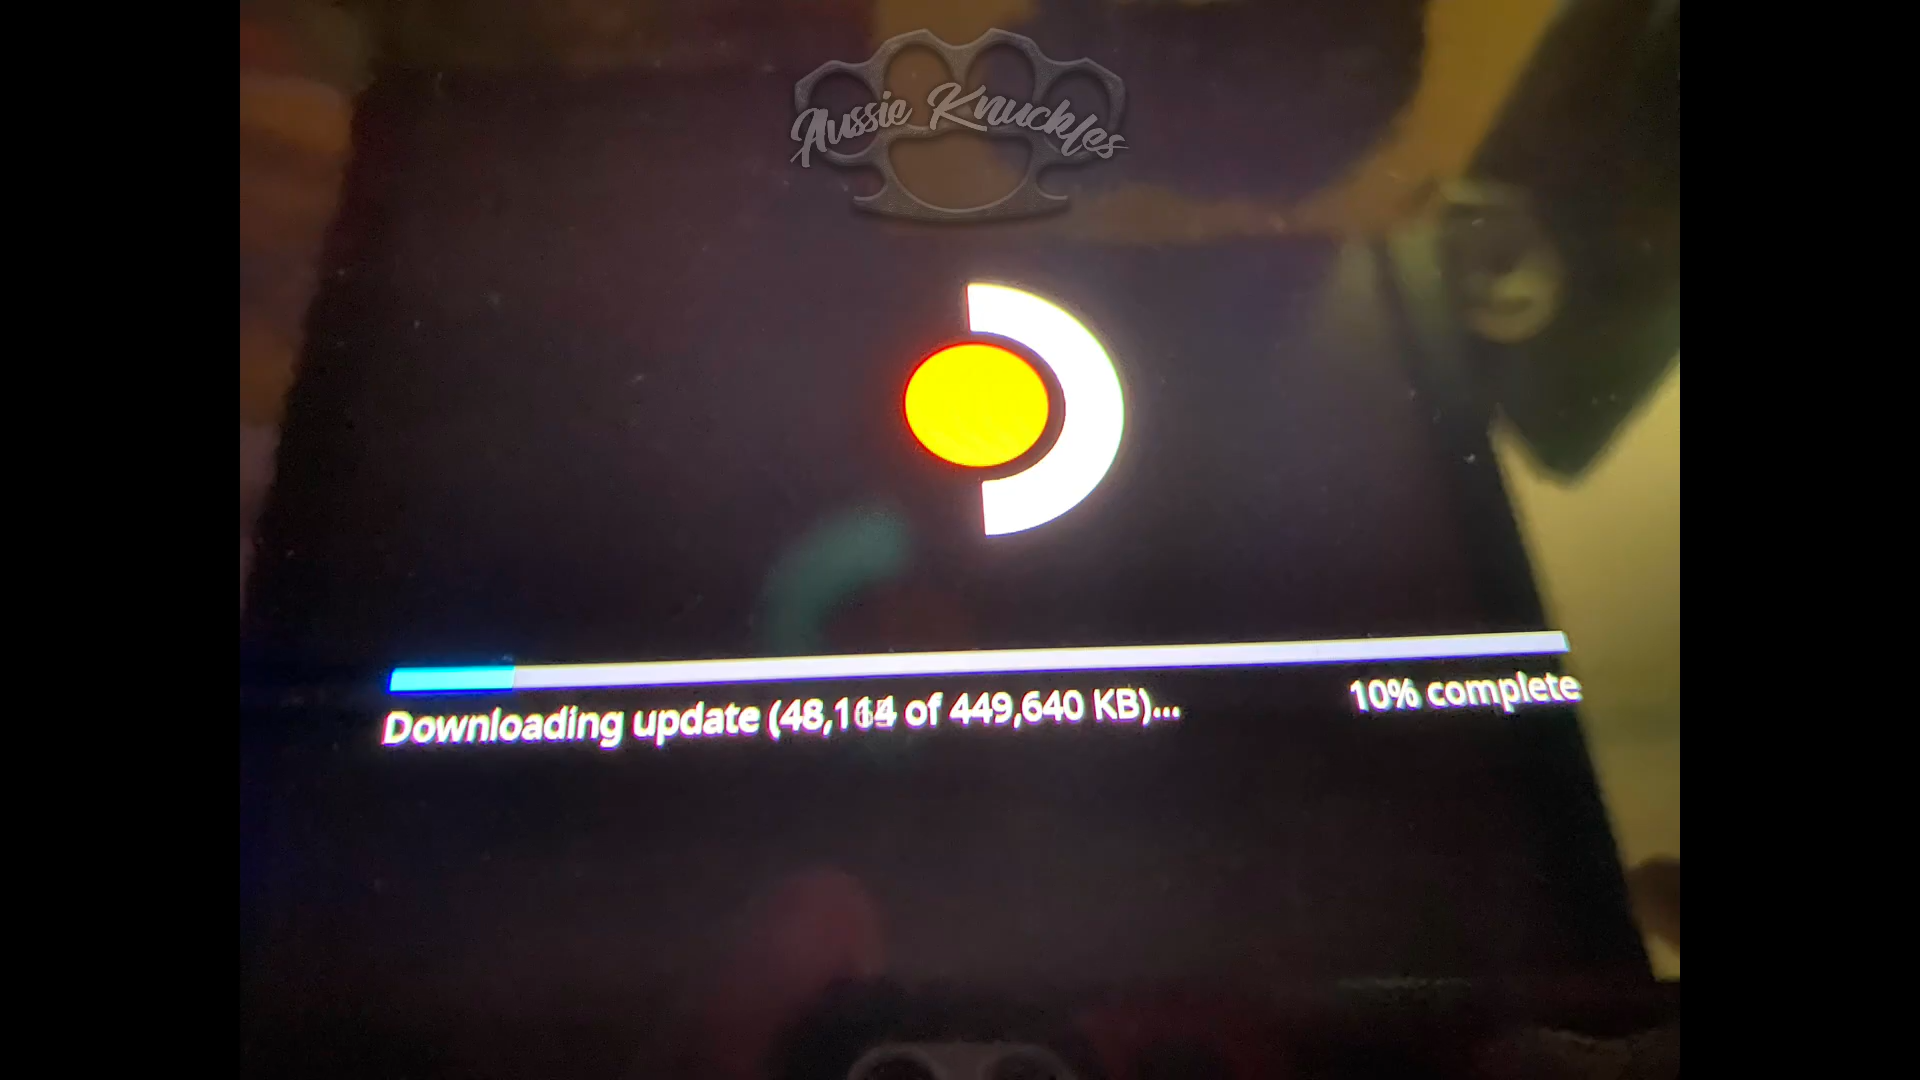 Aussie Knuckles
Downloading update (48,1 of 449,640 KB)...
10% complete